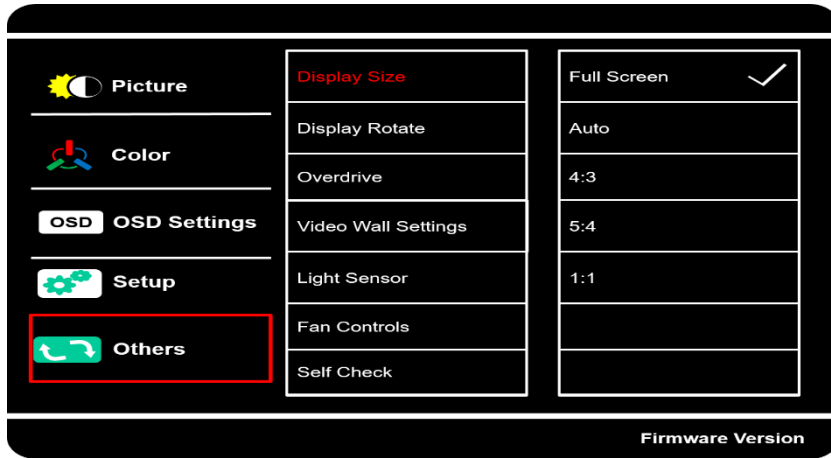 Picture
Color
OSD OSD Settings
Setup
Others
Display Size
Display Rotate
Overdrive
Video Wall Settings
Light Sensor
Fan Controls
Self Check
Full Screen
Auto
4:3
5:4
1:1
Firmware Version